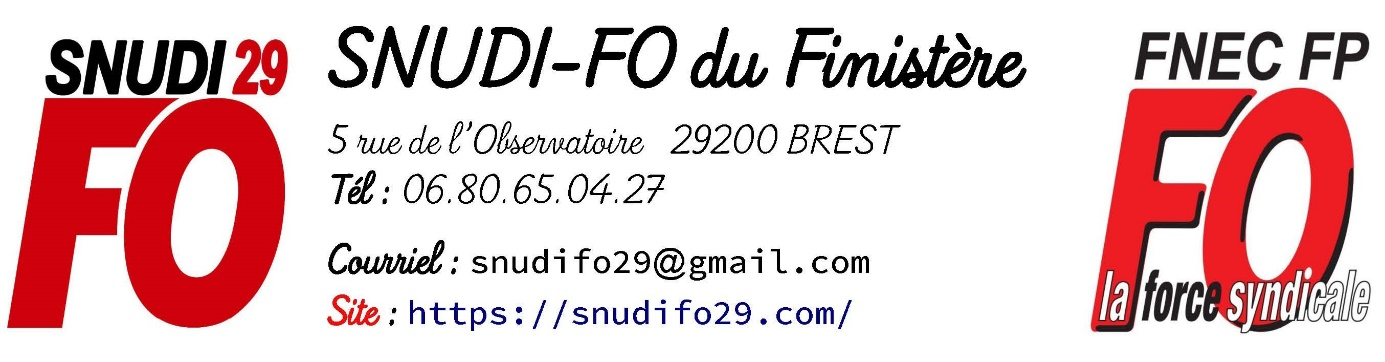 SNUDI 29
FO
SNUDI-FO du Finistère
5 rue de l'Observatoire 29200 BREST
Tél : 06.80.65.04.27
Courriel : snudifo29@gmail.com
Site : https://snudifo29.com/
FNEC FP
FO
la force syndicale